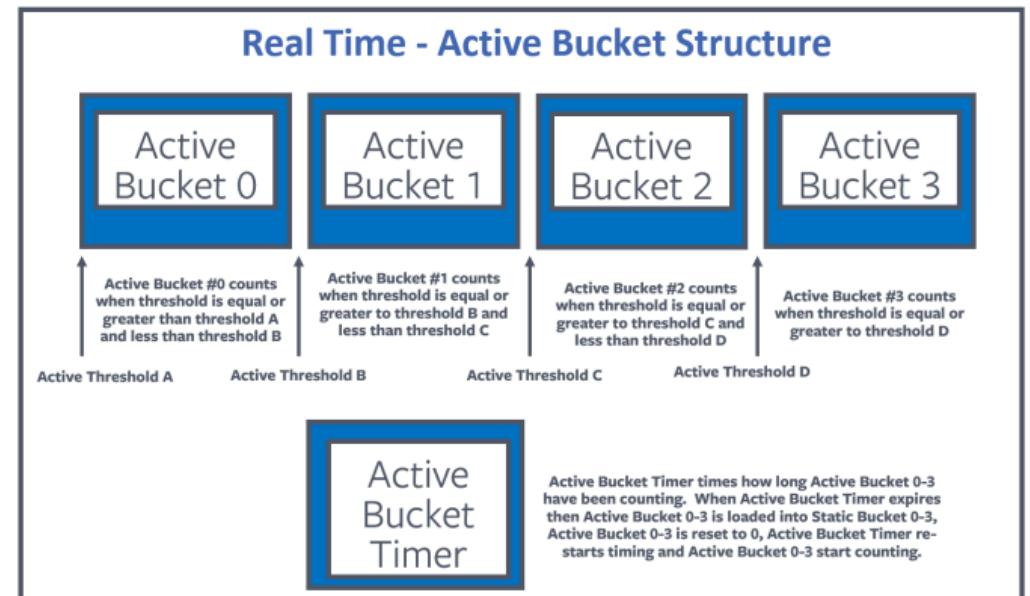 Real Time - Active Bucket Structure
Active
Bucket 0
Active
Bucket 1
Active
Bucket 2
Active
Bucket 3
Active Bucket #0 counts
when threshold is equal or
greater than threshold A
and less than threshold B
Active Bucket #1 counts
when threshold is equal or
greater to threshold B and
less than threshold C
Active Bucket #2 counts
when threshold is equal or
greater to threshold C and
less than threshold D
Active Bucket #3 counts
when threshold is equal or
greater to threshold D
Active Threshold A
Active Threshold B
Active Threshold C
Active Threshold D
Active
Bucket
Timer
Active Bucket Timer times how long Active Bucket 0-3
have been counting. When Active Bucket Timer expires
then Active Bucket 0-3 is loaded into Static Bucket 0-3,
Active Bucket 0-3 is reset to 0, Active Bucket Timer re-
starts timing and Active Bucket 0-3 start counting.